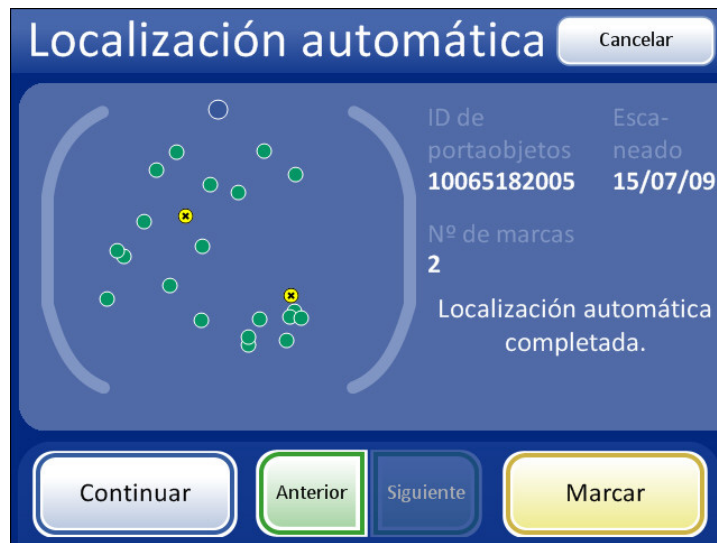 Localización automática
Cancelar
ID de
portaobjetos
10065182005
Esca-
neado
15/07/09
Nº de marcas
2
Localización automática
completada.
Continuar
Anterior
Siguiente
Marcar